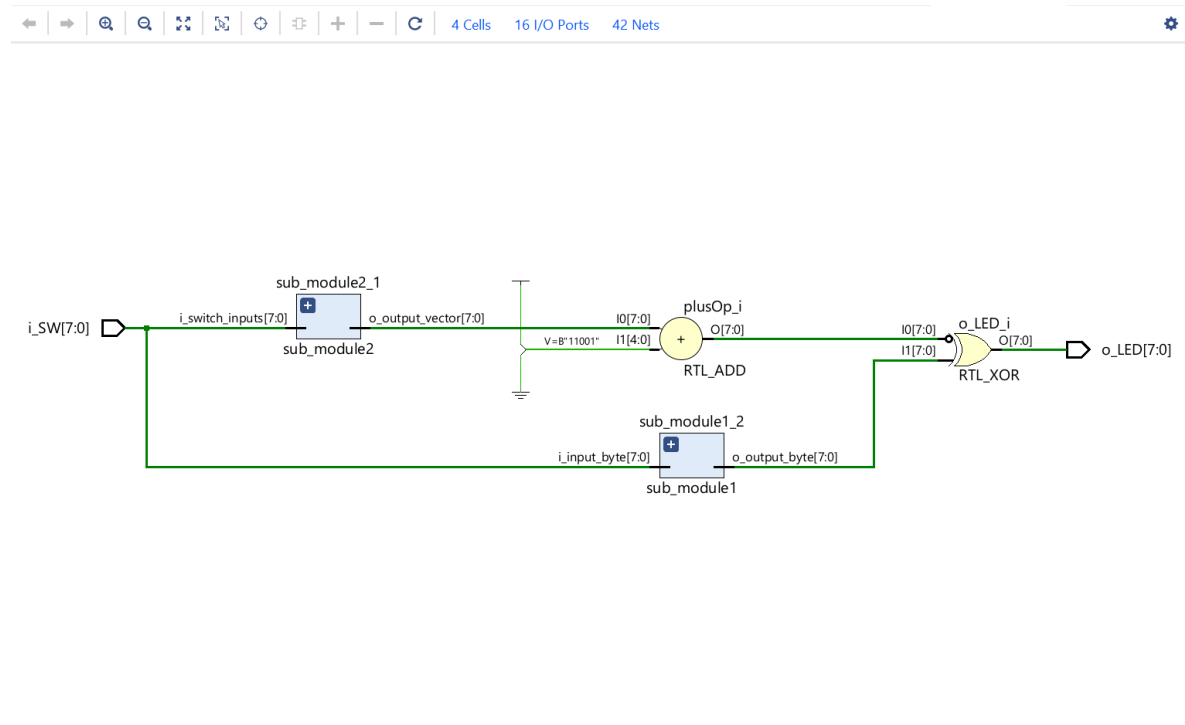 4 Cells 16 I/O Ports 42 Nets
sub_module2_1
i_SW[7:0]
i_switch_inputs[7:0]
o_output_vector[7:0]
sub_module2
V=B"11001"
plusOp_i
I0[7:0]
I1[4:0]
+
O[7:0]
RTL_ADD
o_LED_i
I0[7:0]
I1[7:0]
O[7:0]
RTL_XOR
o_LED[7:0]
sub_module1_2
i_input_byte[7:0]
o_output_byte[7:0]
sub_module1